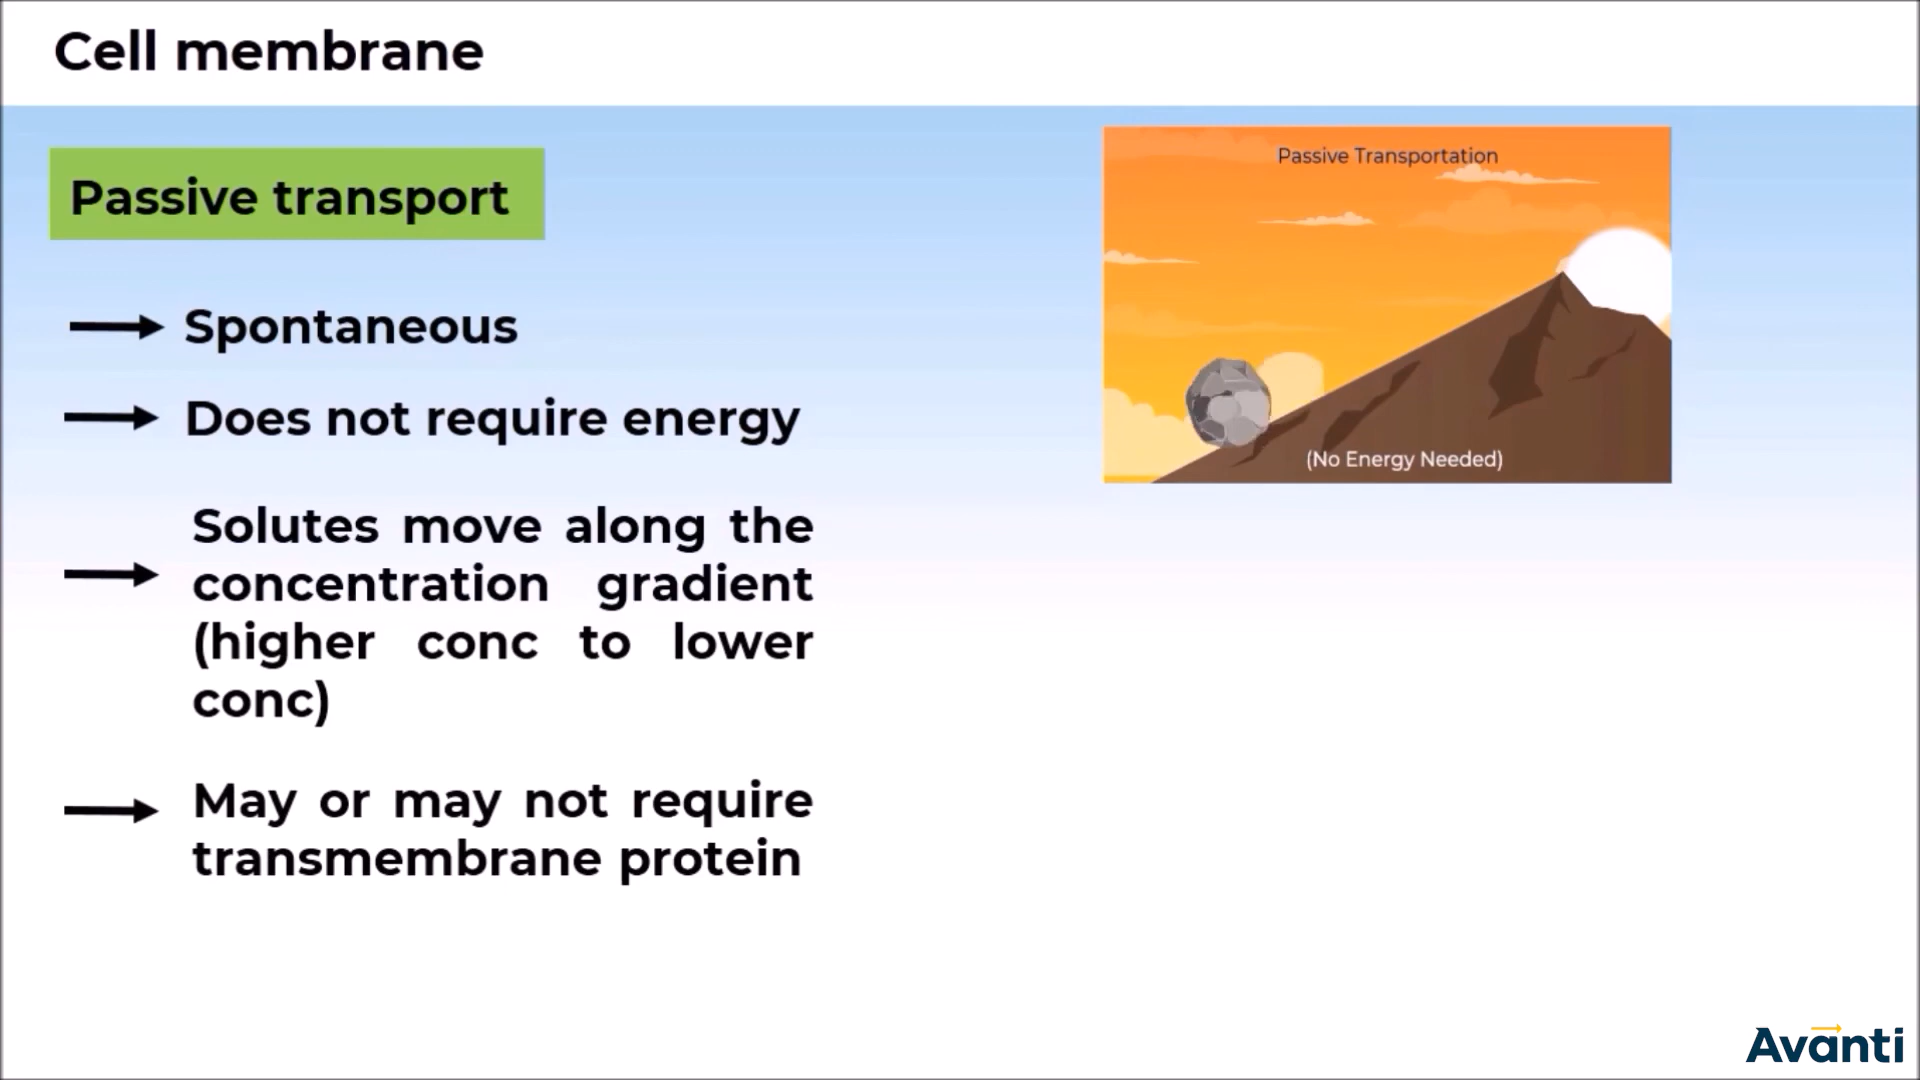 Cell membrane
Passive transport
Spontaneous
Does not require energy
Solutes move along the
concentration gradient
(higher conc to lower
conc)
May or may not require
transmembrane protein
Passive Transportation
(No Energy Needed)
Avanti